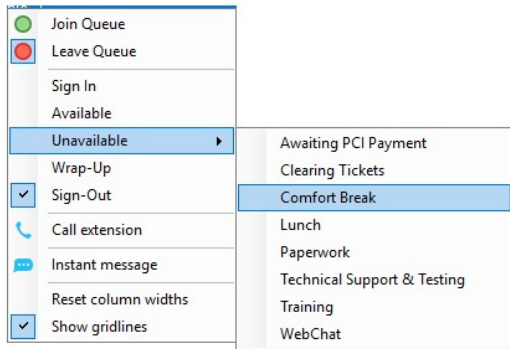 Join Queue
Leave Queue
Sign In
Available
Unavailable
Wrap-Up
Sign-Out
Call extension
Instant message
Reset column widths
Show gridlines
Awaiting PCI Payment
Clearing Tickets
Comfort Break
Lunch
Paperwork
Technical Support & Testing
Training
WebChat